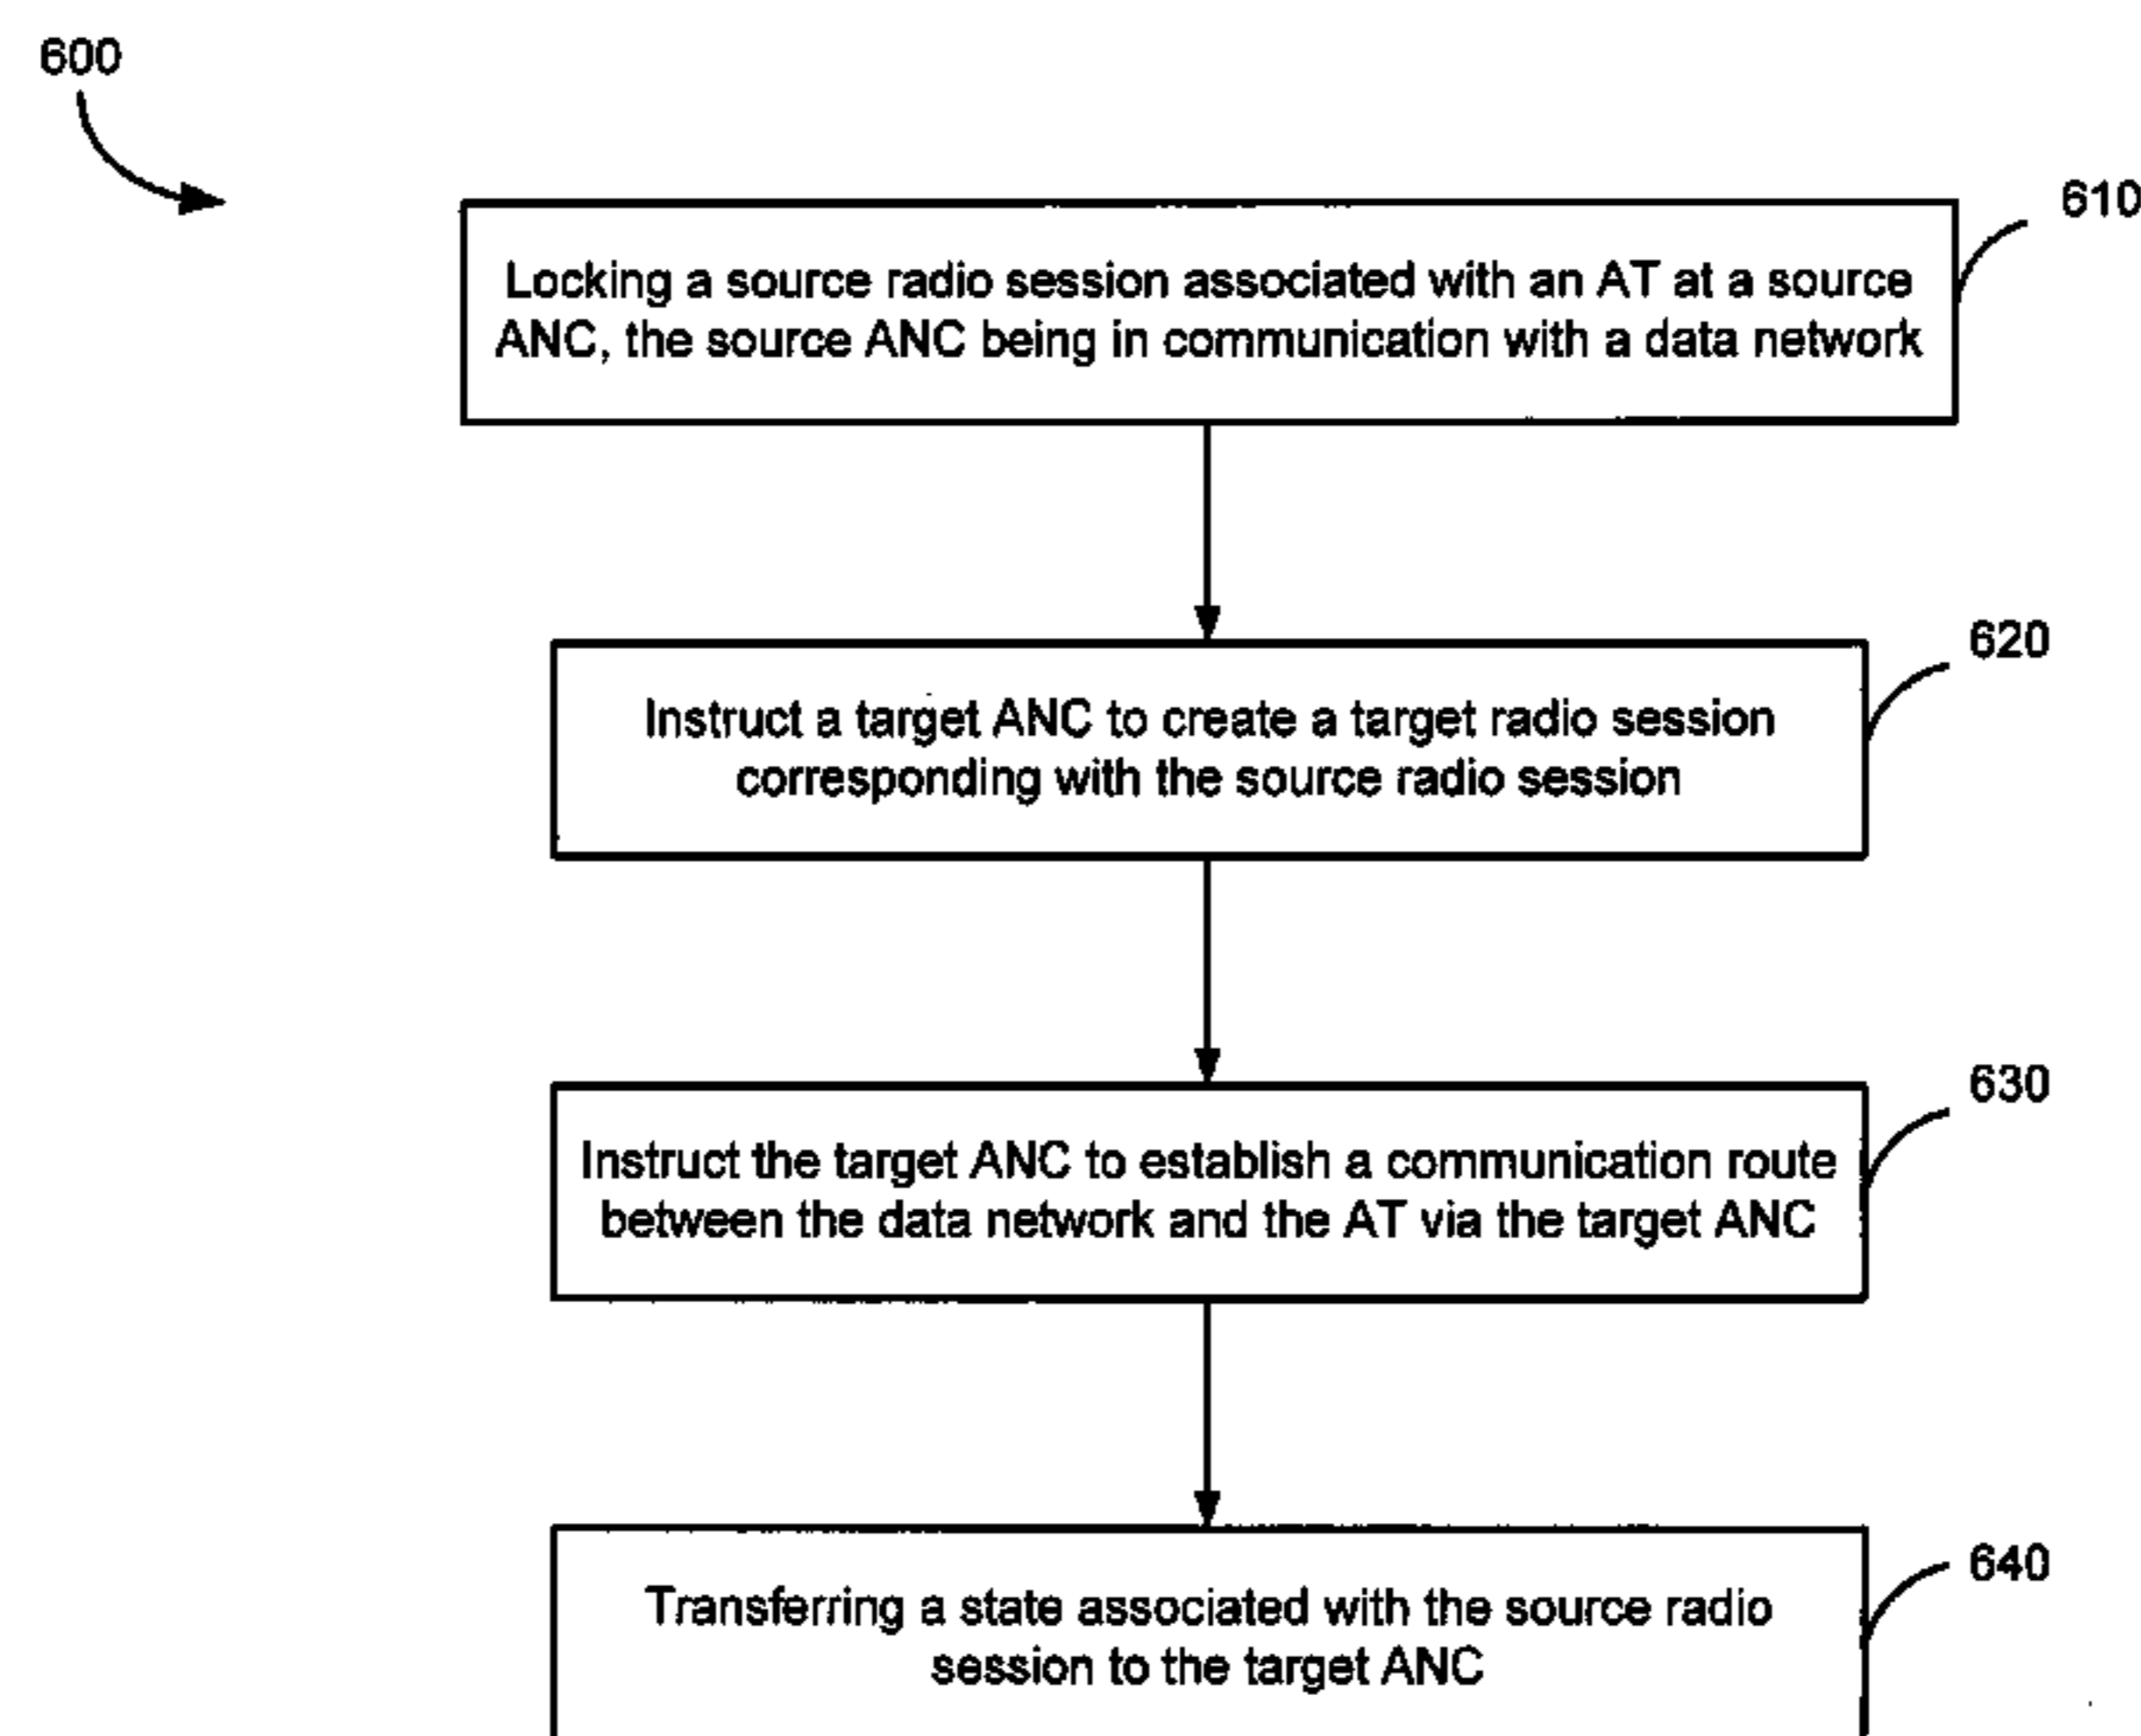 600
610
Locking a source radio session associated with an AT at a source
ANC, the source ANC being in communication with a data network
620
Instruct a target ANC to create a target radio session
corresponding with the source radio session
630
Instruct the target ANC to establish a communication route
between the data network and the AT via the target ANC
640
Transferring a state associated with the source radio
session to the target ANC